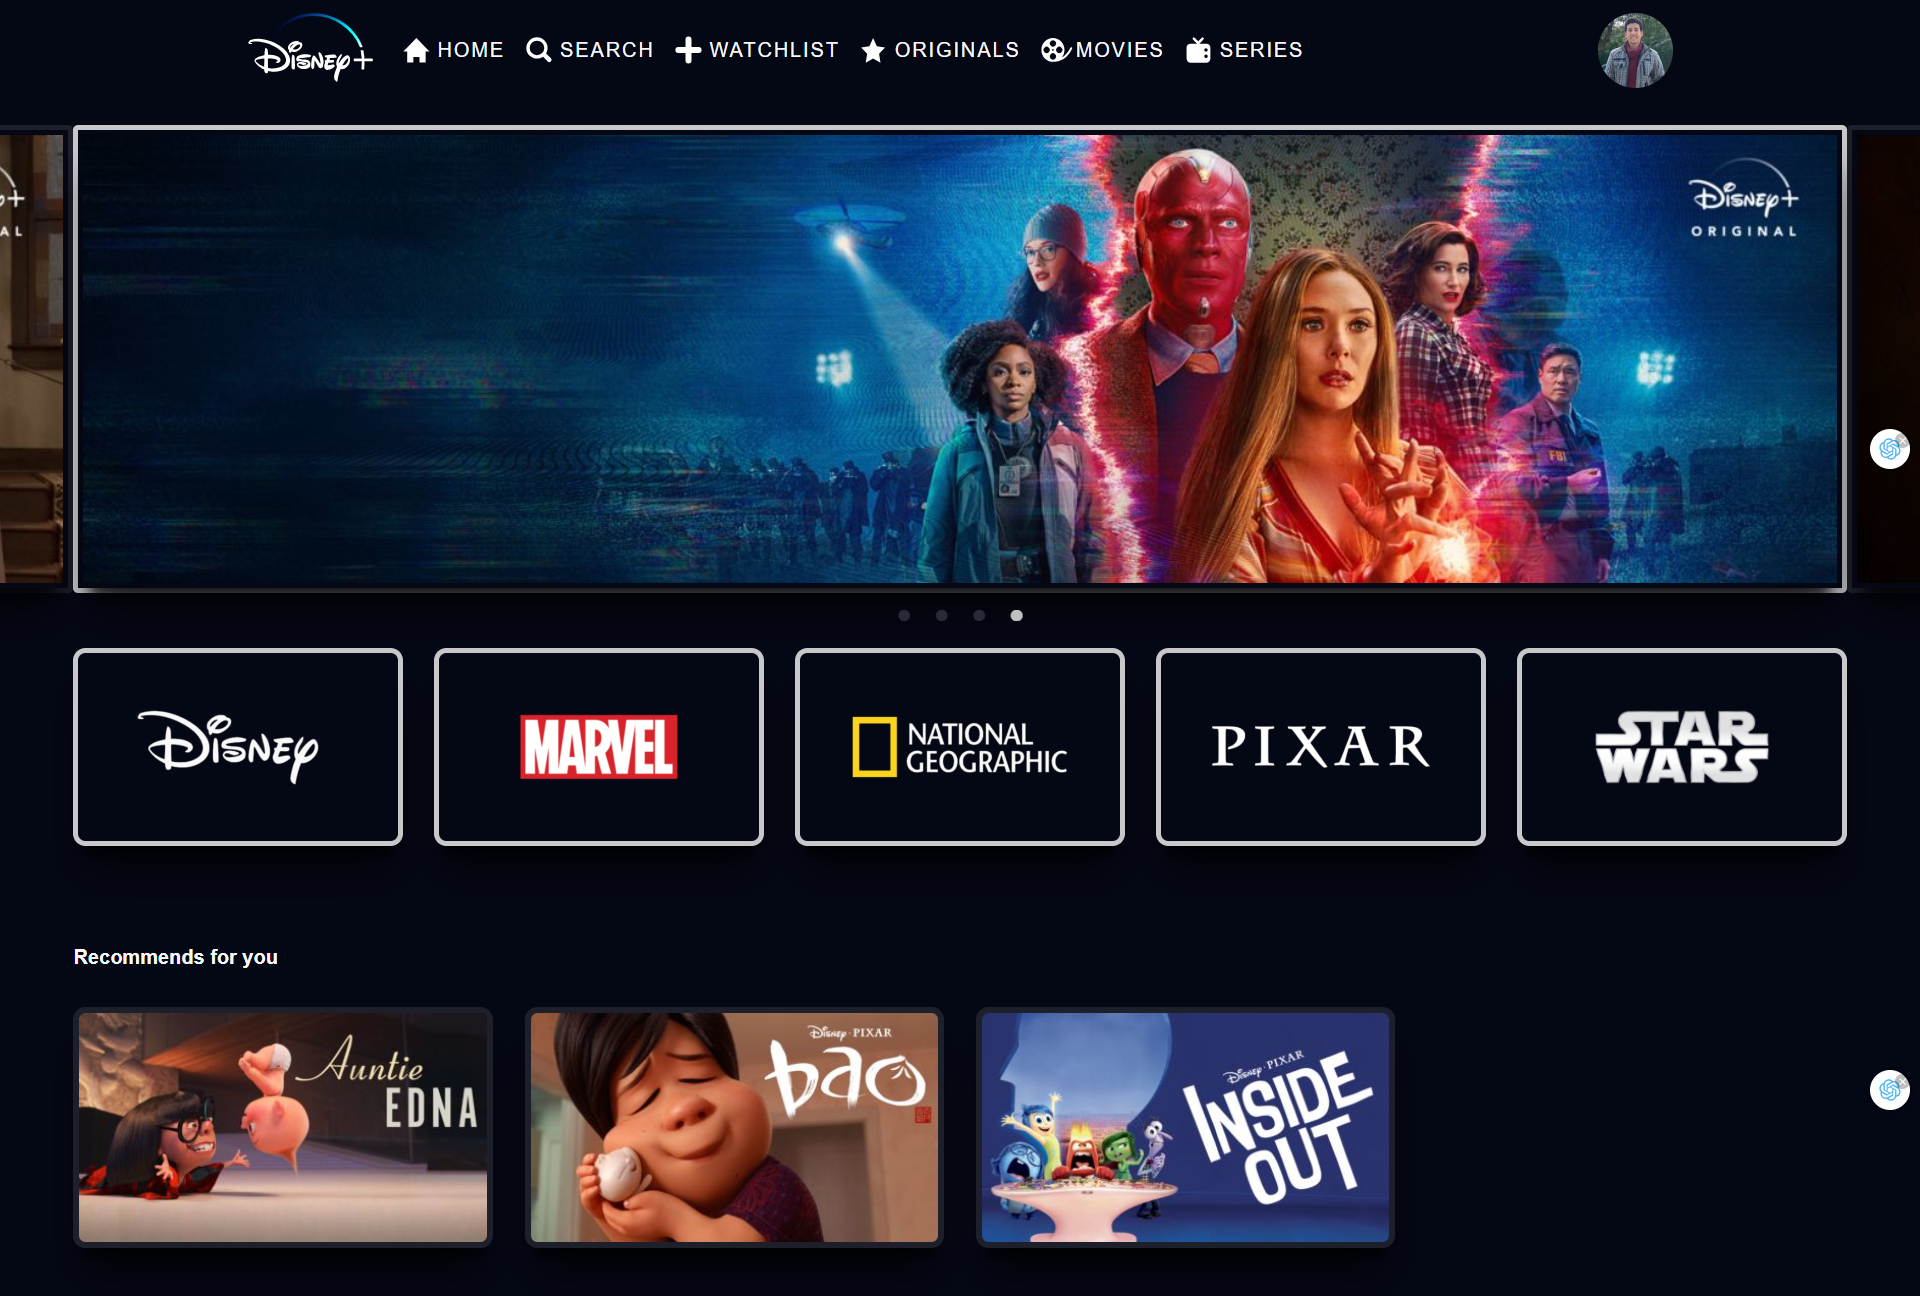 Disney+
HOME
SEARCH
WATCHLIST
ORIGINALS
MOVIES
SERIES
AL
Disney+
ORIGINAL
FBI
Disney
MARVEL
NATIONAL
GEOGRAPHIC
PIXAR
STAR
WARS
Recommends for you
Auntie
EDNA
Disney · PIXAR
bao
Disney · PIXAR
INSIDE
OUT